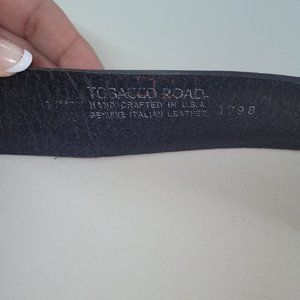 TOBACCO ROAD
HAND CRAFTED IN U.S.A.
GENUINE ITALIAN LEATHER 1798